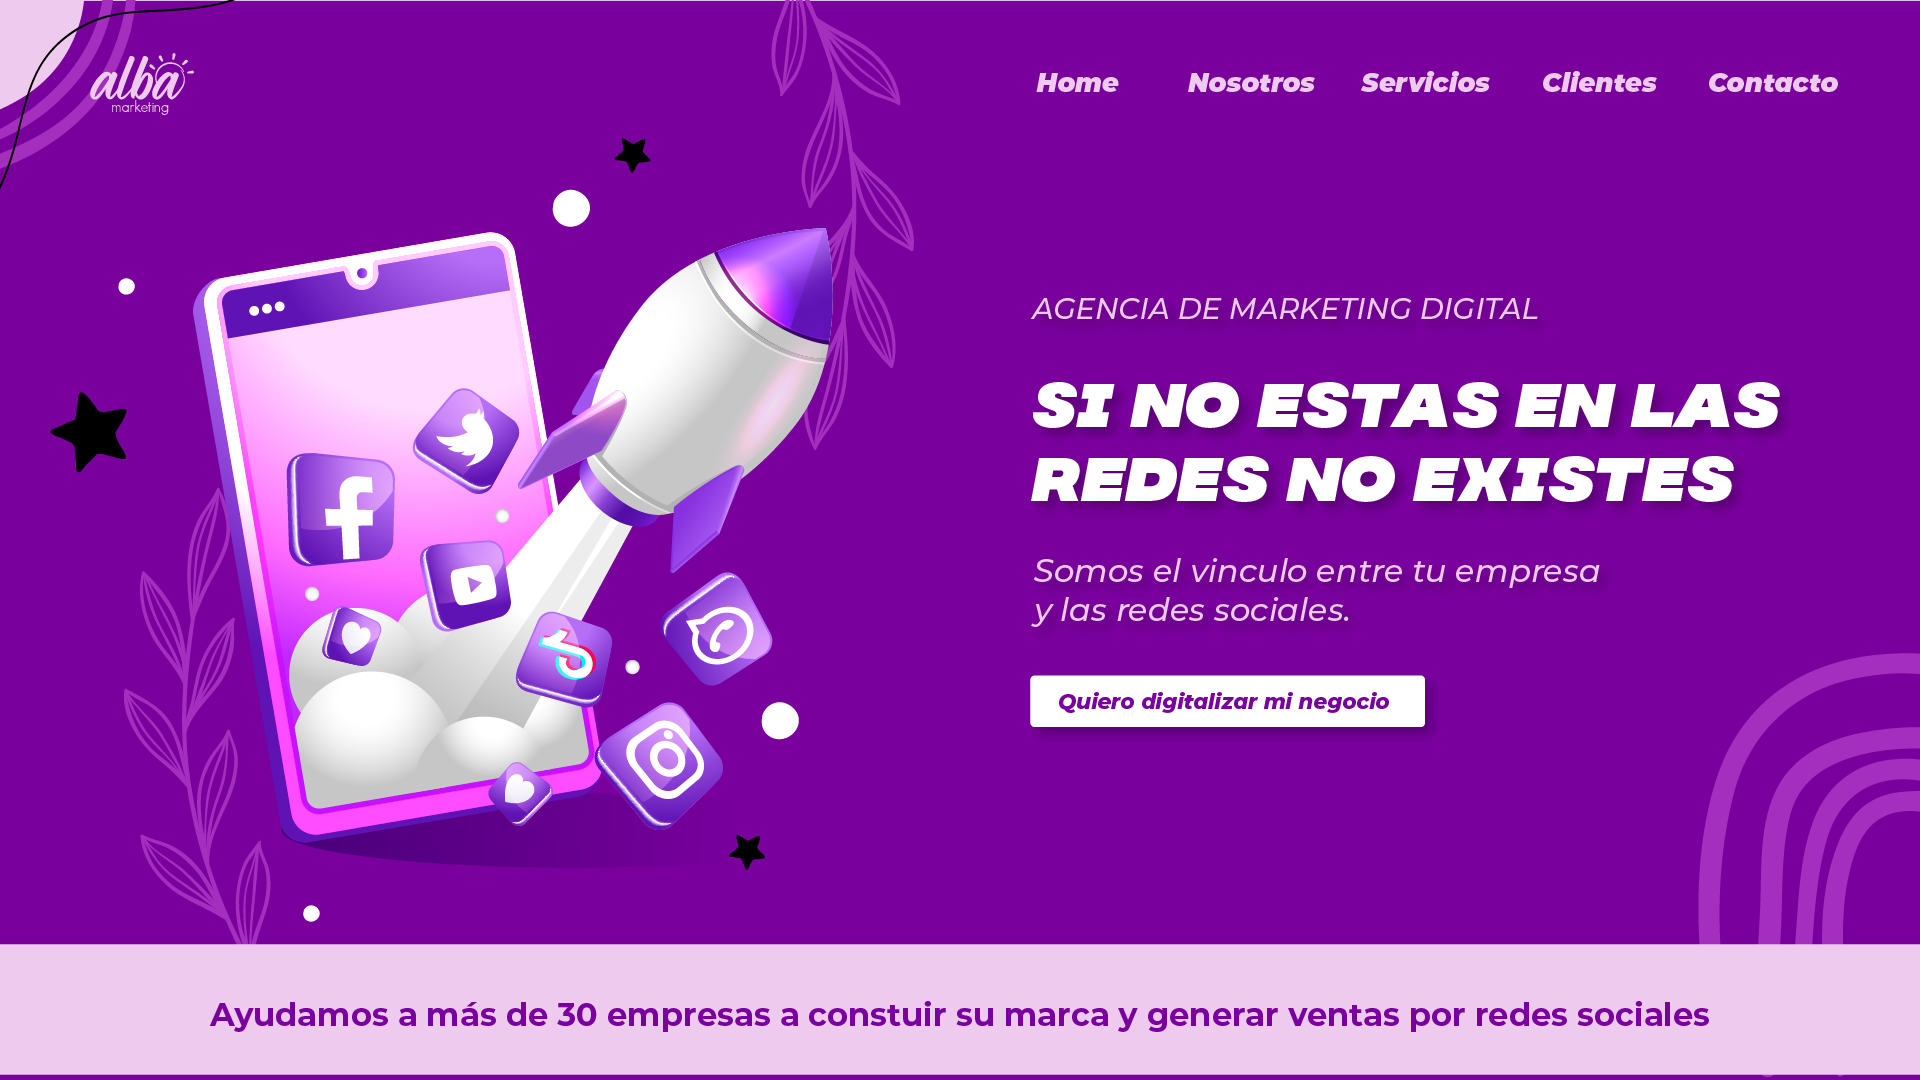 alba
marketing
Home Nosotros Servicios Clientes Contacto
AGENCIA DE MARKETING DIGITAL
SI NO ESTAS EN LAS
REDES NO EXISTES
Somos el vinculo entre tu empresa
y las redes sociales.
Quiero digitalizar mi negocio
Ayudamos a más de 30 empresas a constuir su marca y generar ventas por redes sociales